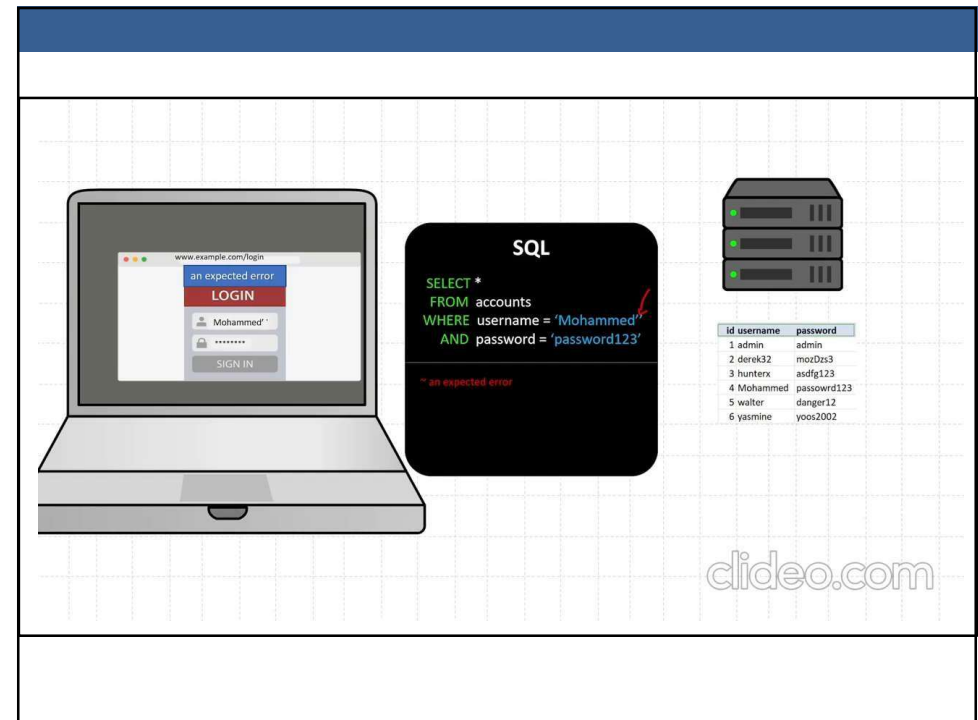 www.example.com/login
an expected error
LOGIN
Mohammed' '
********
SIGN IN
SQL
SELECT *
FROM accounts
WHERE username = ‘Mohammed’’
AND password = ‘password123’
~ an expected error
id username password
1 admin admin
2 derek32 mozDzs3
3 hunterx asdfg123
4 Mohammed passowrd123
5 walter danger12
6 yasmine yoos2002
clideo.com